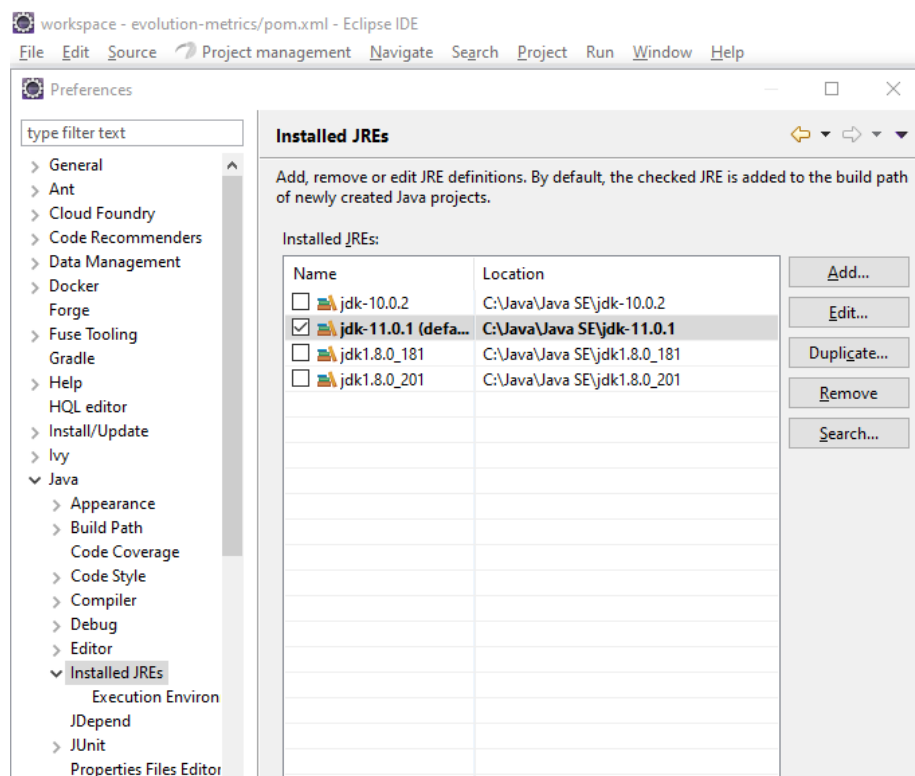 workspace - evolution-metrics/pom.xml - Eclipse IDE
File Edit Source Project management Navigate Search Project Run Window Help
Preferences
type filter text
General
Ant
Cloud Foundry
Code Recommenders
Data Management
Docker
Forge
Fuse Tooling
Gradle
Help
HQL editor
Install/Update
Ivy
Java
Appearance
Build Path
Code Coverage
Code Style
Compiler
Debug
Editor
Installed JREs
Execution Environ
JDepend
JUnit
Properties Files Editor
Installed JREs
Add, remove or edit JRE definitions. By default, the checked JRE is added to the build path
of newly created Java projects.
Installed JREs:
Name Location
jdk-10.0.2 C:\Java\Java SE\jdk-10.0.2
jdk-11.0.1 (defa... C:\Java\Java SE\jdk-11.0.1
jdk1.8.0_181 C:\Java\Java SE\jdk1.8.0_181
jdk1.8.0_201 C:\Java\Java SE\jdk1.8.0_201
Add...
Edit...
Duplicate...
Remove
Search...